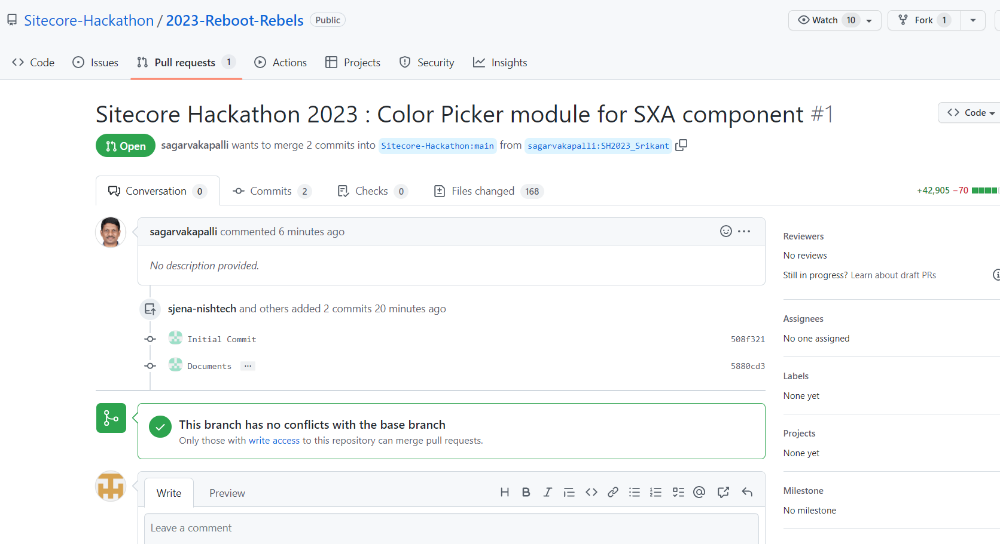 Sitecore-Hackathon / 2023-Reboot-Rebels Public
Watch 10 Fork 1
Code Issues Pull requests 1 Actions Projects Security Insights
Sitecore Hackathon 2023 : Color Picker module for SXA component #1
Code
Open sagarvakapalli wants to merge 2 commits into Sitecore-Hackathon:main from sagarvakapalli:SH2023_Srikant
Conversation 0 Commits 2 Checks 0 Files changed 168
+42,905 −70
sagarvakapalli commented 6 minutes ago
No description provided.
sjena-nishtech and others added 2 commits 20 minutes ago
Initial Commit 508f321
Documents ... 5880cd3
This branch has no conflicts with the base branch
Only those with write access to this repository can merge pull requests.
Write Preview
Leave a comment
Reviewers
No reviews
Still in progress? Learn about draft PRs
Assignees
No one assigned
Labels
None yet
Projects
None yet
Milestone
No milestone